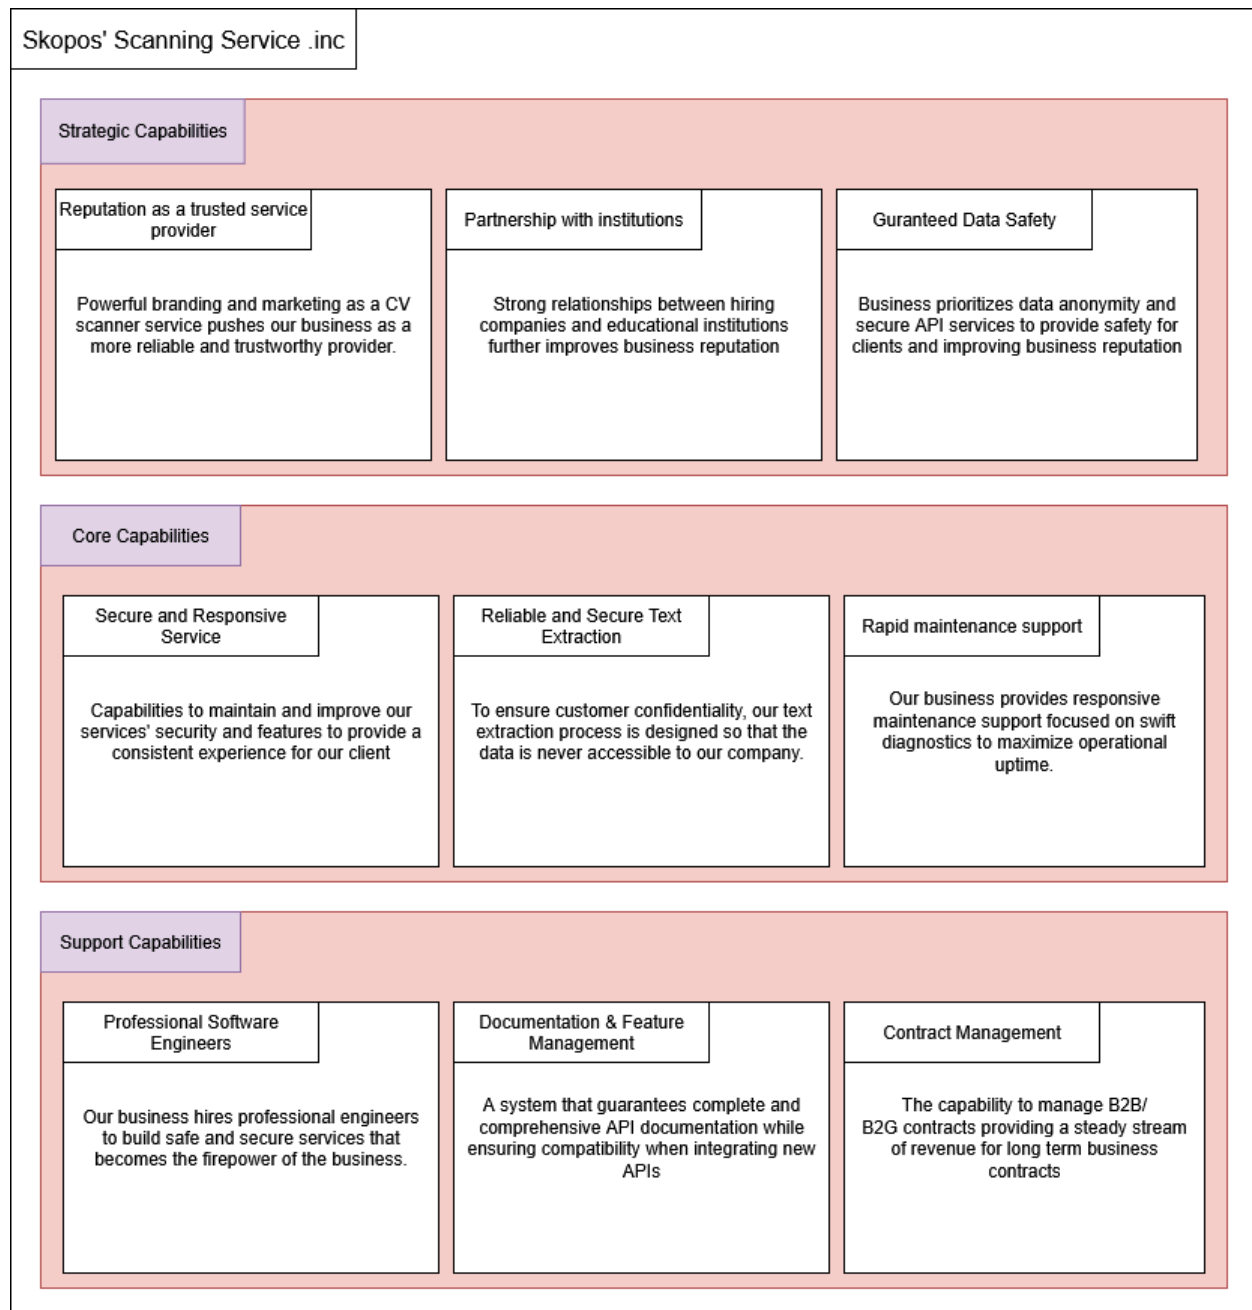 Skopos' Scanning Service .inc
Strategic Capabilities
Reputation as a trusted service
provider
Powerful branding and marketing as a CV
scanner service pushes our business as a
more reliable and trustworthy provider.
Partnership with institutions
Strong relationships between hiring
companies and educational institutions
further improves business reputation
Guranteed Data Safety
Business prioritizes data anonymity and
secure API services to provide safety for
clients and improving business reputation
Core Capabilities
Secure and Responsive
Service
Capabilities to maintain and improve our
services' security and features to provide a
consistent experience for our client
Reliable and Secure Text
Extraction
To ensure customer confidentiality, our text
extraction process is designed so that the
data is never accessible to our company.
Rapid maintenance support
Our business provides responsive
maintenance support focused on swift
diagnostics to maximize operational
uptime.
Support Capabilities
Professional Software
Engineers
Our business hires professional engineers
to build safe and secure services that
becomes the firepower of the business.
Documentation & Feature
Management
A system that guarantees complete and
comprehensive API documentation while
ensuring compatibility when integrating new
APIs
Contract Management
The capability to manage B2B/
B2G contracts providing a steady stream
of revenue for long term business
contracts